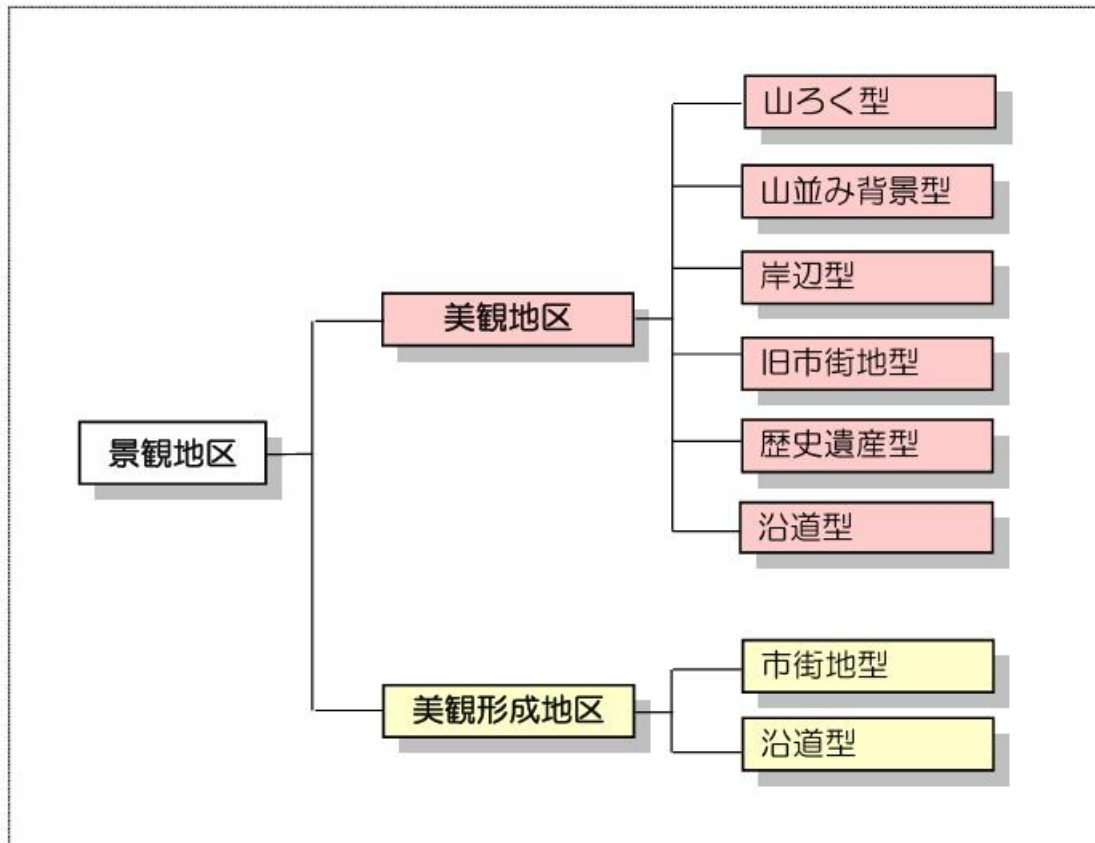 景観地区
美観地区
山ろく型
山並み背景型
岸辺型
旧市街地型
歴史遺産型
沿道型
美観形成地区
市街地型
沿道型